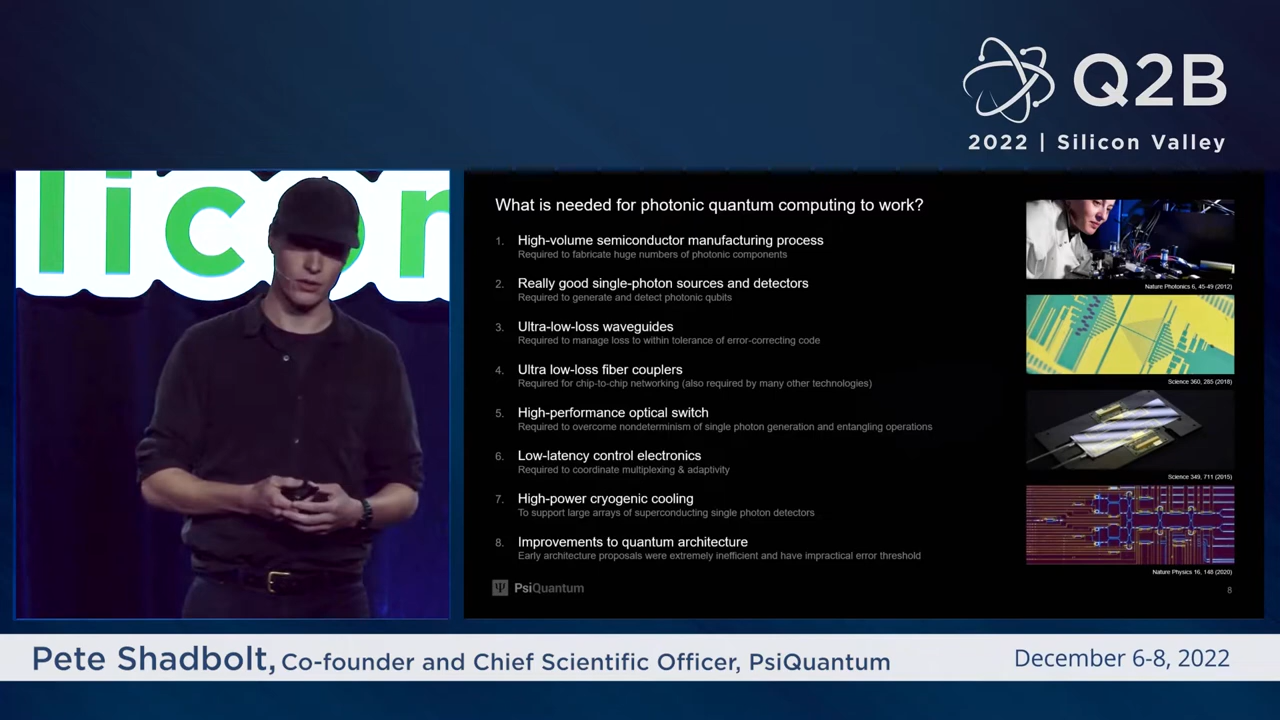 Q2B
2022 | Silicon Valley
licon
What is needed for photonic quantum computing to work?
1. High-volume semiconductor manufacturing process
Required to fabricate huge numbers of photonic components
2. Really good single-photon sources and detectors
Required to generate and detect photonic qubits
3. Ultra-low-loss waveguides
Required to manage loss to within tolerance of error-correcting code
4. Ultra low-loss fiber couplers
Required for chip-to-chip networking (also required by many other technologies)
5. High-performance optical switch
Required to overcome nondeterminism of single photon generation and entangling operations
6. Low-latency control electronics
Required to coordinate multiplexing & adaptivity
7. High-power cryogenic cooling
To support large arrays of superconducting single photon detectors
8. Improvements to quantum architecture
Early architecture proposals were extremely inefficient and have impractical error threshold
Nature Photonics 6, 45-49 (2012)
Science 360, 285 (2018)
Science 349, 711 (2015)
Nature Physics 16, 148 (2020)
Ψ PsiQuantum
8
Pete Shadbolt, Co-founder and Chief Scientific Officer, PsiQuantum
December 6-8, 2022